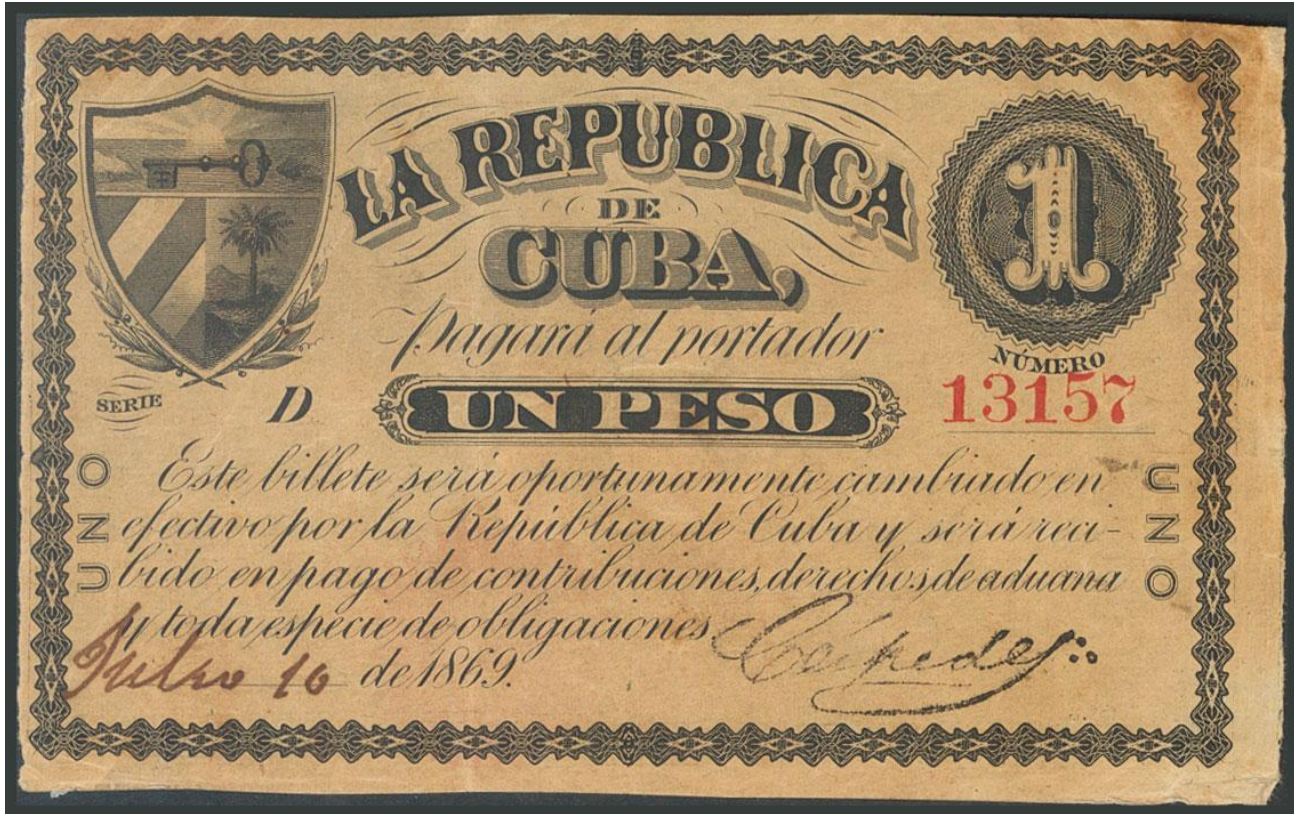 LA REPUBLICA
DE
CUBA,
1
Pagará al portador
NÚMERO
13157
SERIE D
UN PESO
UNO
UNO
Este billete será oportunamente cambiado en
efectivo por la República de Cuba y será reci-
bido en pago de contribuciones, derechos de aduana
y toda especie de obligaciones.
Julio 10 de 1869.
Céspedes